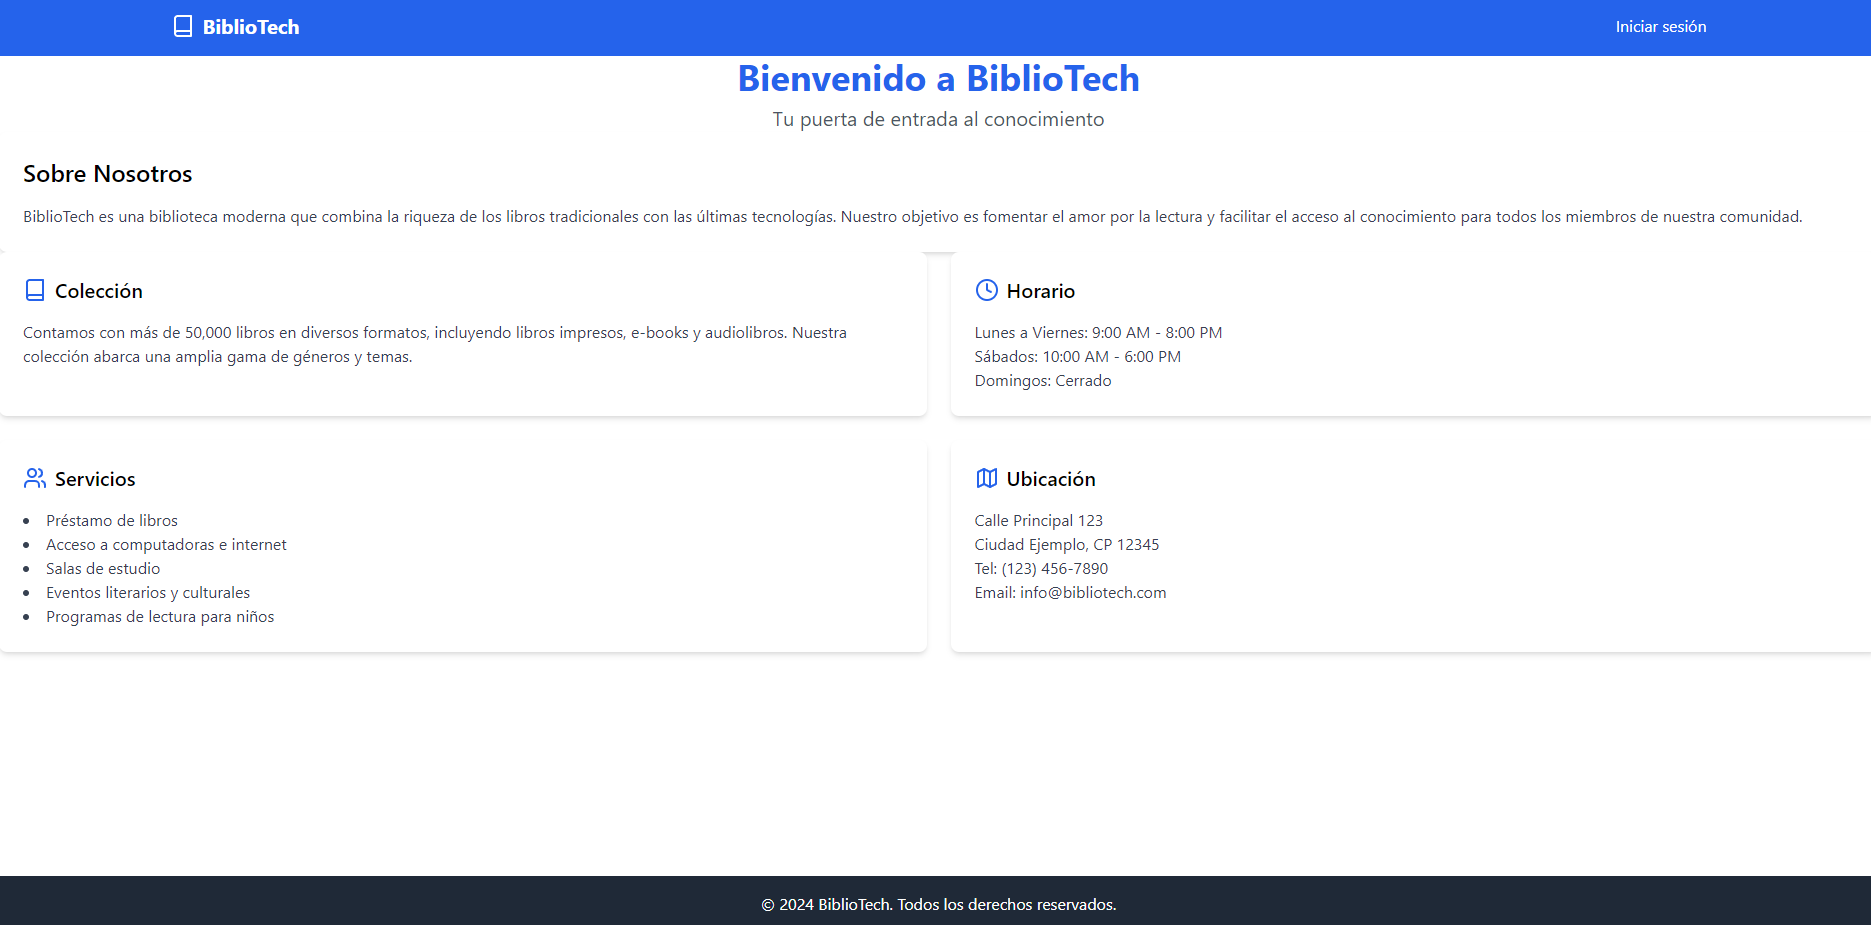 BiblioTech
Iniciar sesión
Bienvenido a BiblioTech
Tu puerta de entrada al conocimiento
Sobre Nosotros
BiblioTech es una biblioteca moderna que combina la riqueza de los libros tradicionales con las últimas tecnologías. Nuestro objetivo es fomentar el amor por la lectura y facilitar el acceso al conocimiento para todos los miembros de nuestra comunidad.
Colección
Contamos con más de 50,000 libros en diversos formatos, incluyendo libros impresos, e-books y audiolibros. Nuestra
colección abarca una amplia gama de géneros y temas.
Horario
Lunes a Viernes: 9:00 AM - 8:00 PM
Sábados: 10:00 AM - 6:00 PM
Domingos: Cerrado
Servicios
Préstamo de libros
Acceso a computadoras e internet
Salas de estudio
Eventos literarios y culturales
Programas de lectura para niños
Ubicación
Calle Principal 123
Ciudad Ejemplo, CP 12345
Tel: (123) 456-7890
Email: info@bibliotech.com
© 2024 BiblioTech. Todos los derechos reservados.